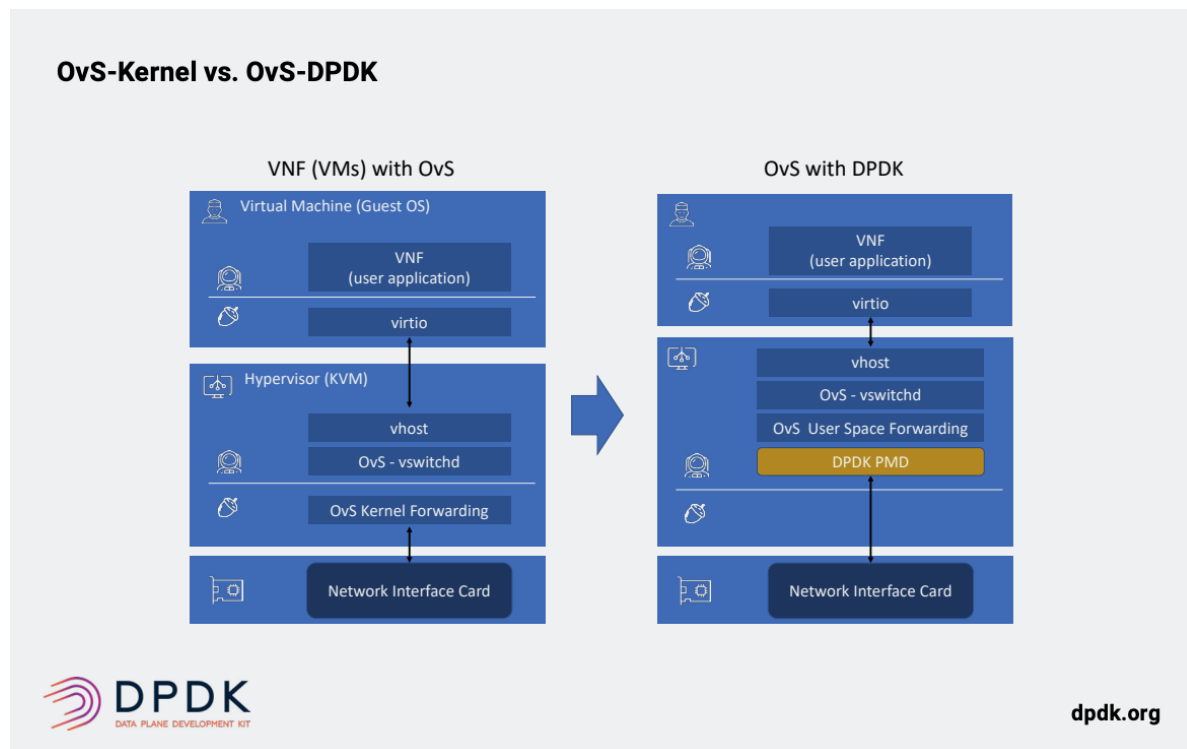 OvS-Kernel vs. OvS-DPDK
VNF (VMs) with OvS
Virtual Machine (Guest OS)
VNF
(user application)
virtio
Hypervisor (KVM)
vhost
OvS - vswitchd
OvS Kernel Forwarding
Network Interface Card
OvS with DPDK
VNF
(user application)
virtio
vhost
OvS - vswitchd
OvS User Space Forwarding
DPDK PMD
Network Interface Card
DPDK
DATA PLANE DEVELOPMENT KIT
dpdk.org